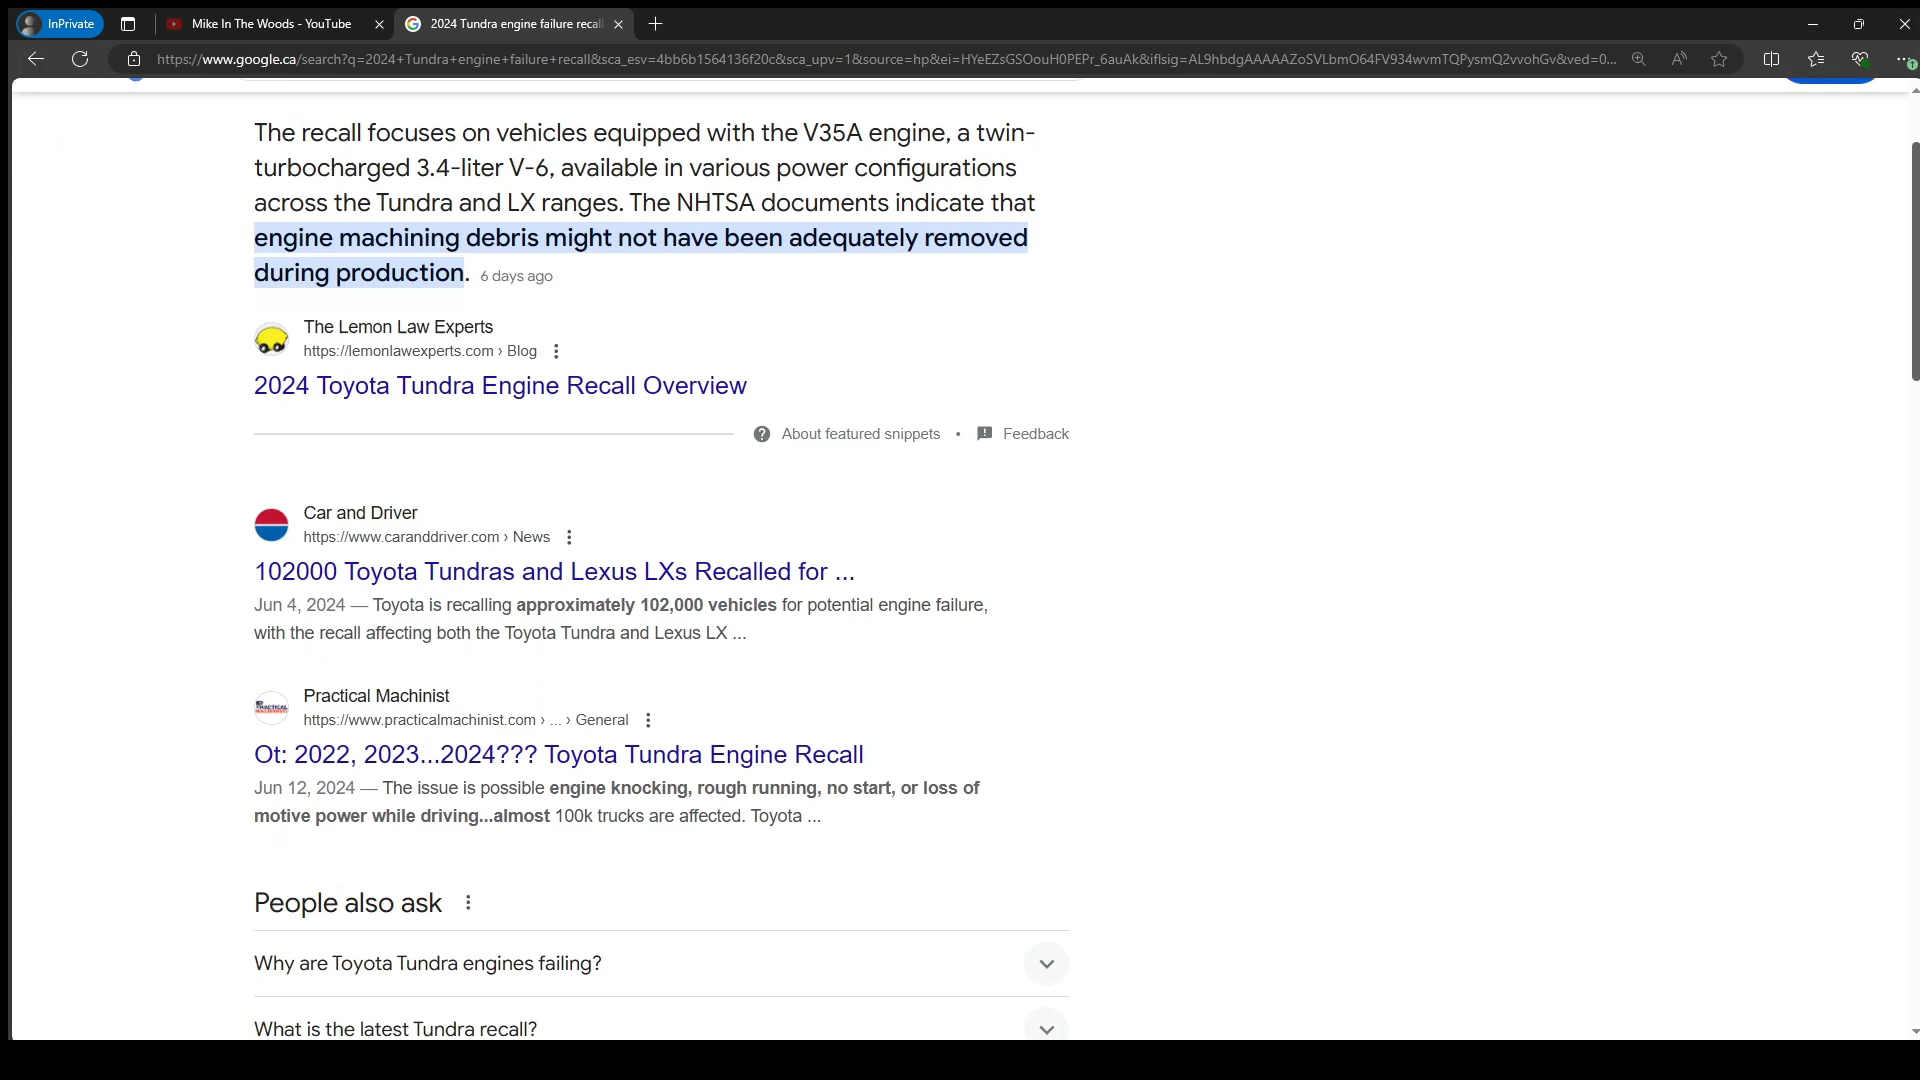 InPrivate
Mike In The Woods - YouTube
2024 Tundra engine failure recall
https://www.google.ca/search?q=2024+Tundra+engine+failure+recall&sca_esv=4bb6b1564136f20c&sca_upv=1&source=hp&ei=HYeEZsGSOouH0PEPr_6auAk&iflsig=AL9hbdgAAAAAZoSVLbmO64FV934wvmTQPysmQ2vvohGv&ved=0...
The recall focuses on vehicles equipped with the V35A engine, a twin-
turbocharged 3.4-liter V-6, available in various power configurations
across the Tundra and LX ranges. The NHTSA documents indicate that
engine machining debris might not have been adequately removed
during production. 6 days ago
The Lemon Law Experts
https://lemonlawexperts.com › Blog
2024 Toyota Tundra Engine Recall Overview
About featured snippets • Feedback
Car and Driver
https://www.caranddriver.com › News
102000 Toyota Tundras and Lexus LXs Recalled for ...
Jun 4, 2024 — Toyota is recalling approximately 102,000 vehicles for potential engine failure,
with the recall affecting both the Toyota Tundra and Lexus LX ...
Practical Machinist
https://www.practicalmachinist.com › ... › General
Ot: 2022, 2023...2024??? Toyota Tundra Engine Recall
Jun 12, 2024 — The issue is possible engine knocking, rough running, no start, or loss of
motive power while driving...almost 100k trucks are affected. Toyota ...
People also ask
Why are Toyota Tundra engines failing?
What is the latest Tundra recall?